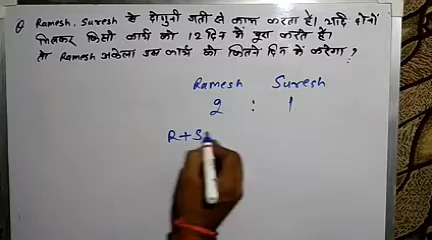 Q Ramesh, Suresh से दोगुनी गती से काम करता है। यदि दोनों
मिलकर किसी कार्य को 12 दिन में पूरा करते हैं।
तो Ramesh अकेला उस कार्य को कितने दिन में करेगा?
Ramesh Suresh
2 : 1
R+S